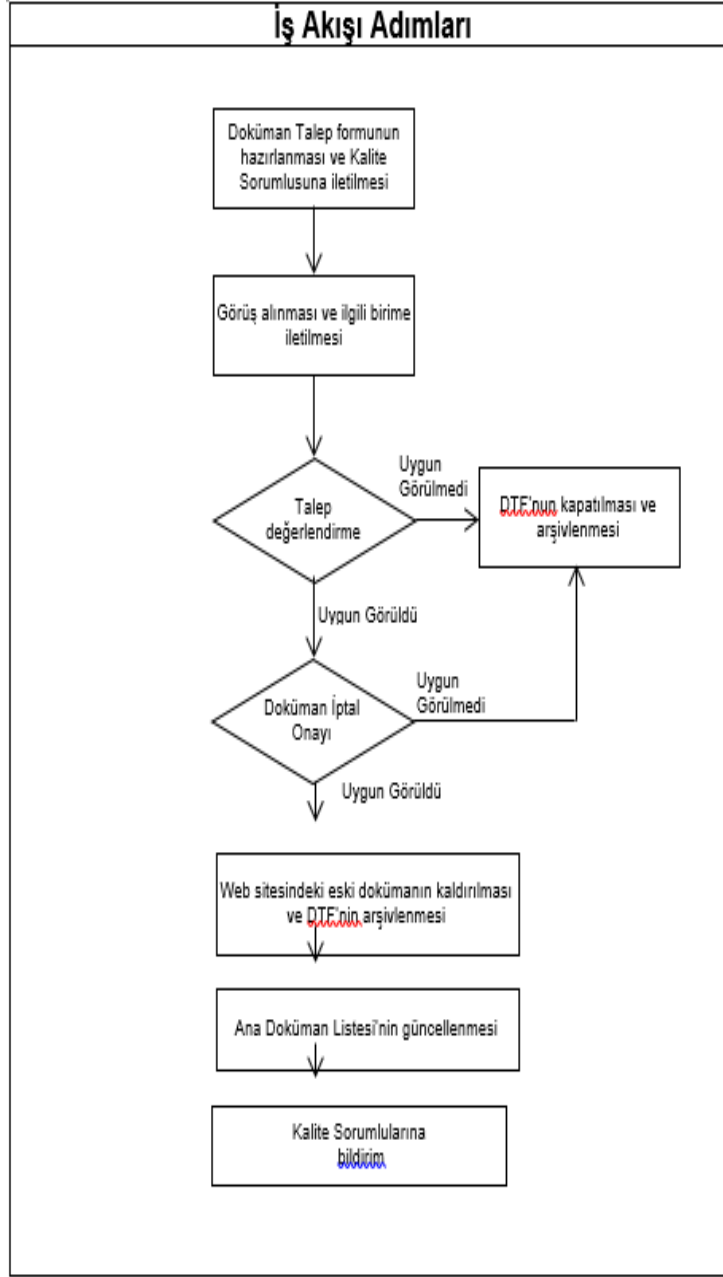 İş Akışı Adımları
Doküman Talep formunun
hazırlanması ve Kalite
Sorumlusuna iletilmesi
Görüş alınması ve ilgili birime
iletilmesi
Talep
değerlendirme
Uygun
Görülmedi
DTF'nun kapatılması ve
arşivlenmesi
Uygun Görüldü
Doküman İptal
Onayı
Uygun
Görülmedi
Uygun Görüldü
Web sitesindeki eski dokümanın kaldırılması
ve DTF'nin arşivlenmesi
Ana Doküman Listesi'nin güncellenmesi
Kalite Sorumlularına
bildirim